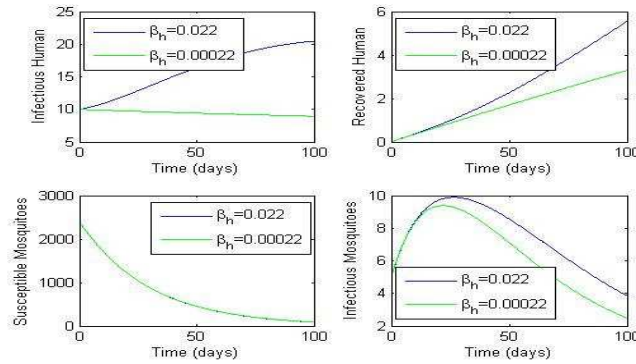 Infectious Human
25
20
15
10
5
β_h=0.022
β_h=0.00022
0
50
100
Time (days)
Recovered Human
6
4
2
0
β_h=0.022
β_h=0.00022
0
50
100
Time (days)
Susceptible Mosquitoes
3000
2000
1000
0
β_h=0.022
β_h=0.00022
0
50
100
Time (days)
Infectious Mosquitoes
10
8
6
4
2
β_h=0.022
β_h=0.00022
0
50
100
Time (days)